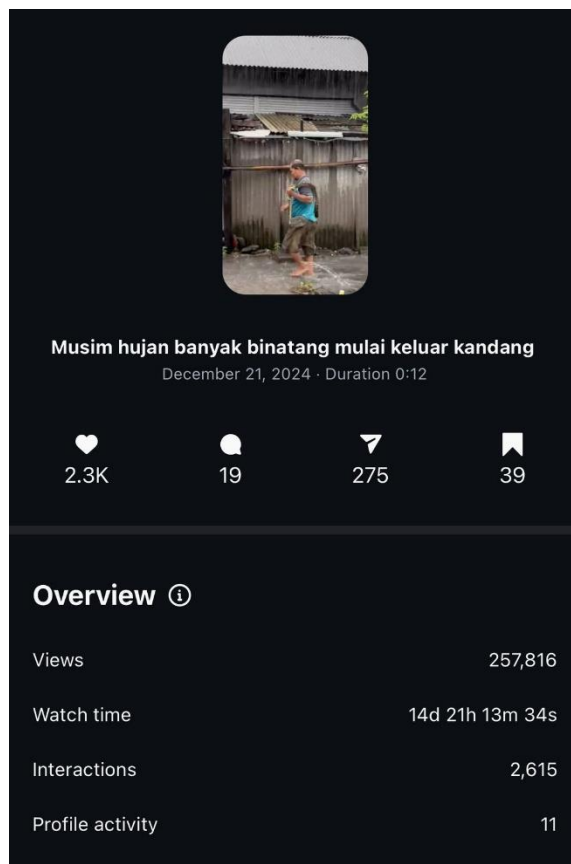 Musim hujan banyak binatang mulai keluar kandang
December 21, 2024 · Duration 0:12
2.3K 19 275 39
Overview
Views 257,816
Watch time 14d 21h 13m 34s
Interactions 2,615
Profile activity 11